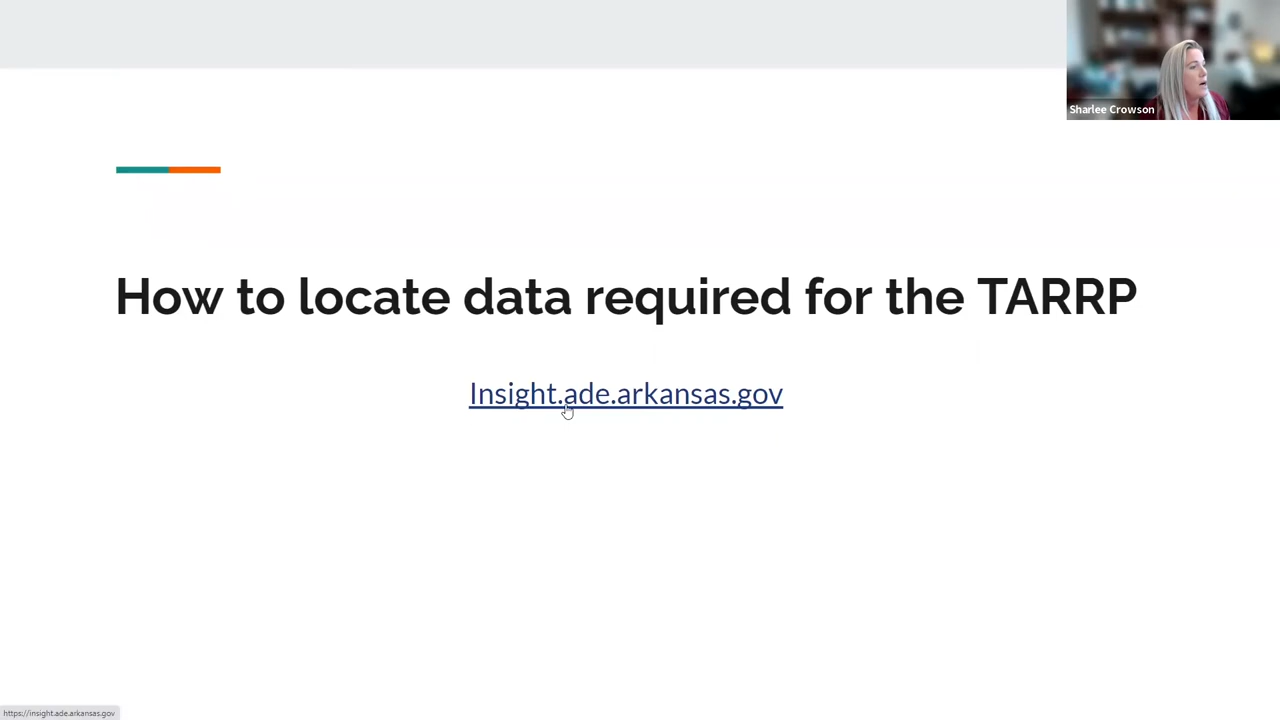 Sharlee Crowson
How to locate data required for the TARRP
Insight.ade.arkansas.gov
https://insight.ade.arkansas.gov